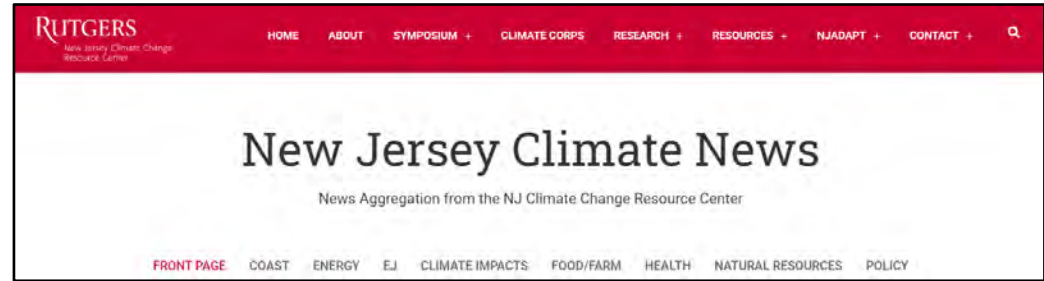 RUTGERS
New Jersey Climate Change
Resource Center
HOME ABOUT SYMPOSIUM + CLIMATE CORPS RESEARCH + RESOURCES + NJADAPT + CONTACT +
New Jersey Climate News
News Aggregation from the NJ Climate Change Resource Center
FRONT PAGE COAST ENERGY EJ CLIMATE IMPACTS FOOD/FARM HEALTH NATURAL RESOURCES POLICY